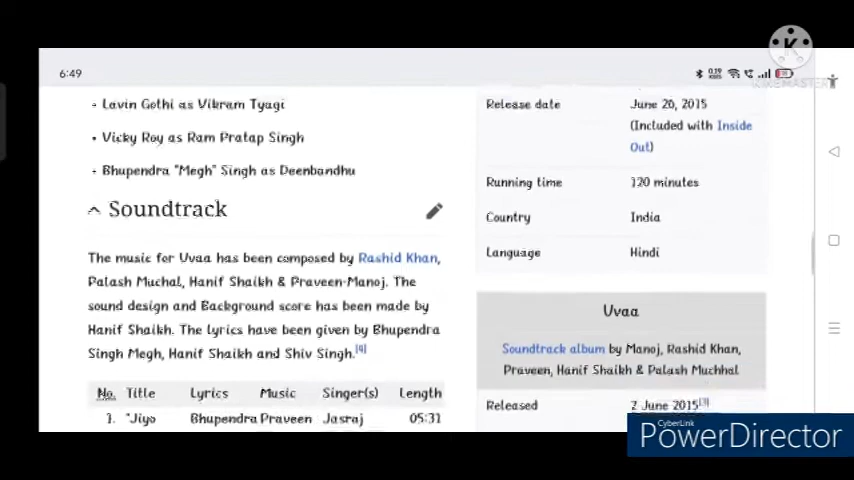 6:49
KINEMASTER
- Lavin Gothi as Vikram Tyagi
- Vicky Roy as Ram Pratap Singh
- Bhupendra "Megh" Singh as Deenbandhu
Soundtrack
The music for Uvaa has been composed by Rashid Khan,
Palash Muchal, Hanif Shaikh & Praveen-Manoj. The
sound design and Background score has been made by
Hanif Shaikh. The lyrics have been given by Bhupendra
Singh Megh, Hanif Shaikh and Shiv Singh.[4]
No. Title Lyrics Music Singer(s) Length
1. "Jiyo Bhupendra Praveen Jasraj 05:31
Release date June 26, 2015
(Included with Inside
Out)
Running time 120 minutes
Country India
Language Hindi
Uvaa
Soundtrack album by Manoj, Rashid Khan,
Praveen, Hanif Shaikh & Palash Muchhal
Released 2 June 2015[3]
CyberLink
PowerDirector